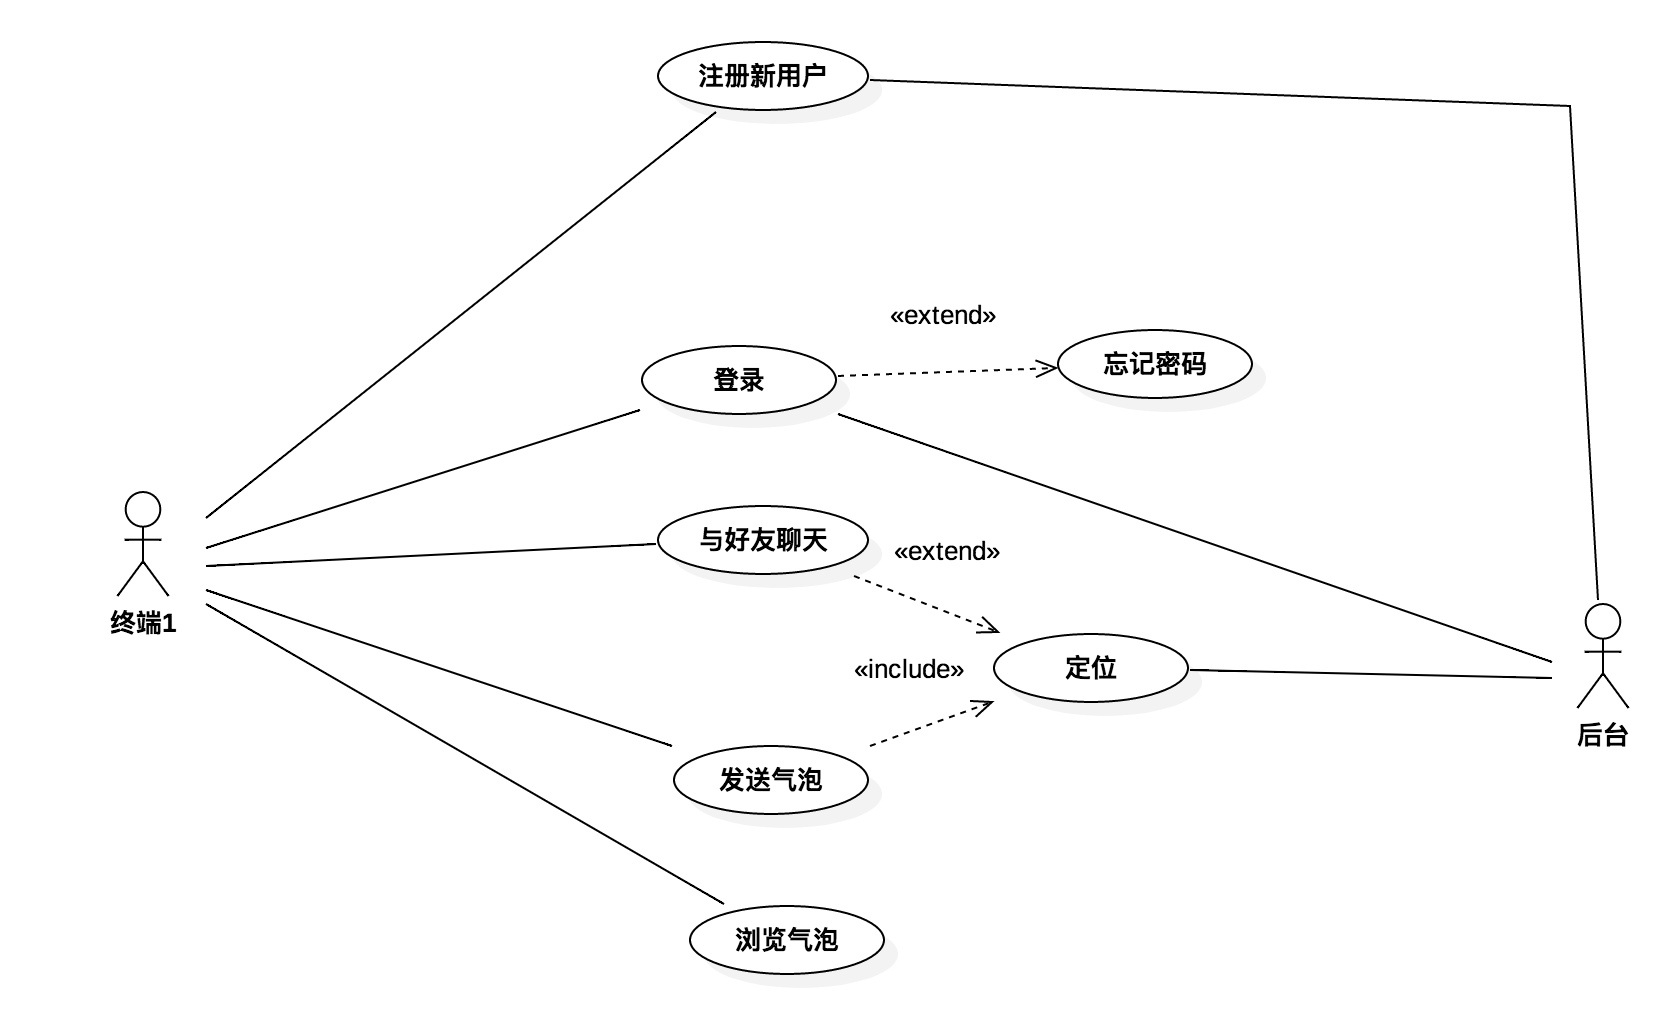 注册新用户
«extend»
登录
忘记密码
与好友聊天
«extend»
终端1
«include»
定位
后台
发送气泡
浏览气泡